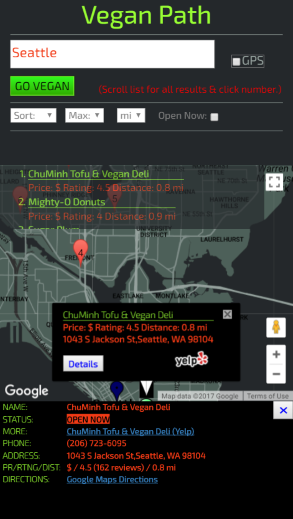 Vegan Path
Seattle
GPS
GO VEGAN
(Scroll list for all results & click number.)
Sort:
Max:
mi
Open Now:
1. ChuMinh Tofu & Vegan Deli
Price: $ Rating: 4.5 Distance: 0.8 mi
2. Mighty-O Donuts
Price: $ Rating: 4 Distance: 0.9 mi
UNIVERSITY
DISTRICT
HAWTHORNE
HILLS
LAURELHURST
4
EASTLAKE
MONTLAKE
ChuMinh Tofu & Vegan Deli
Price: $ Rating: 4.5 Distance: 0.8 mi
1043 S Jackson St,Seattle, WA 98104
Details
yelp
Google
Map data ©2017 Google
Terms of Use
NAME: ChuMinh Tofu & Vegan Deli
STATUS: OPEN NOW
MORE: ChuMinh Tofu & Vegan Deli (Yelp)
PHONE: (206) 723-6095
ADDRESS: 1043 S Jackson St,Seattle, WA 98104
PR/RTNG/DIST: $ / 4.5 (162 reviews) / 0.8 mi
DIRECTIONS: Google Maps Directions